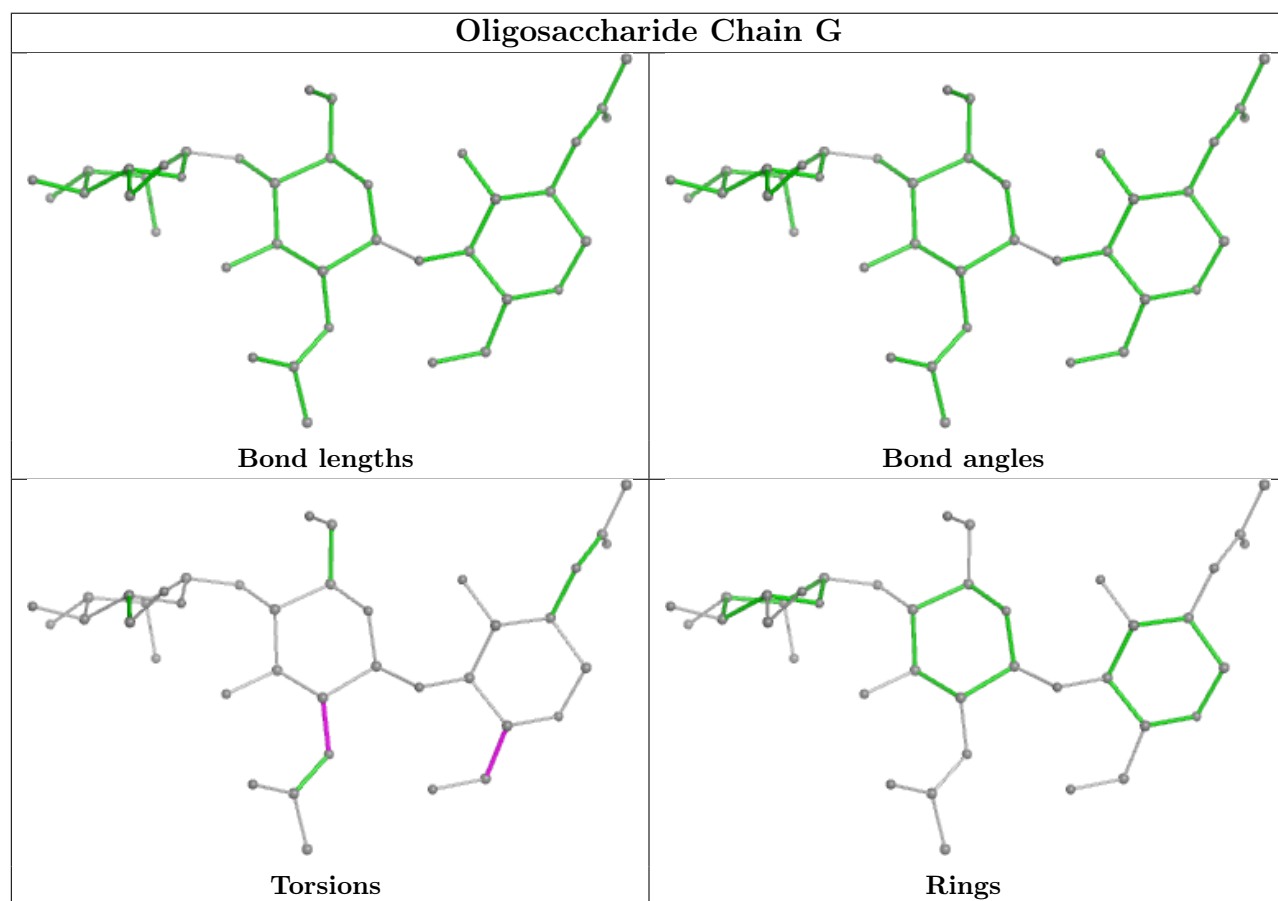 Oligosaccharide Chain G
Bond lengths
Bond angles
Torsions
Rings